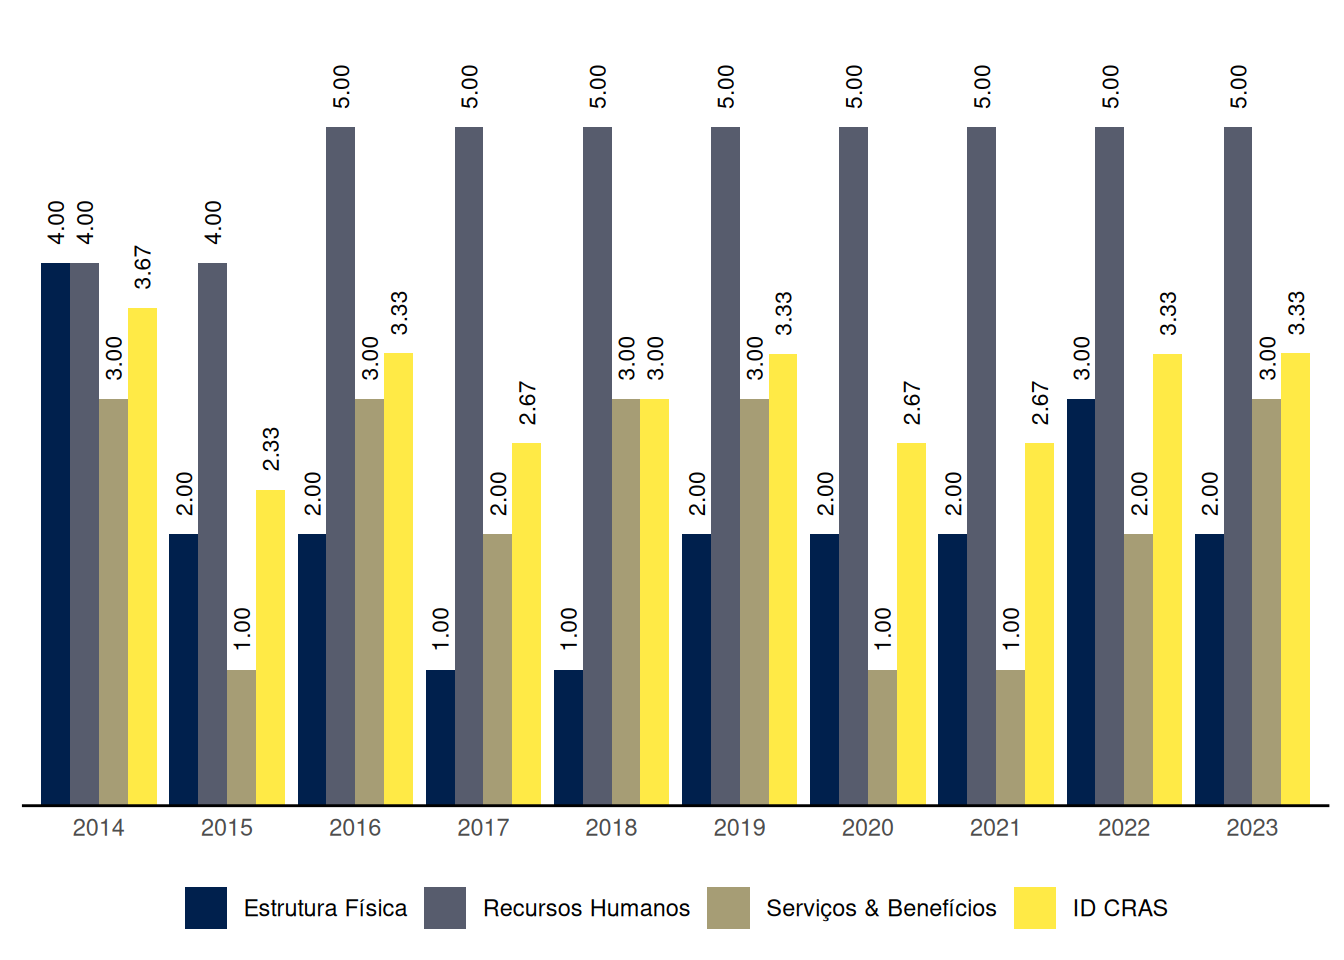 4.00 4.00 3.00 3.67
2.00 4.00 1.00 2.33
2.00 5.00 3.00 3.33
1.00 5.00 2.00 2.67
1.00 5.00 3.00 3.00
2.00 5.00 3.00 3.33
2.00 5.00 1.00 2.67
2.00 5.00 1.00 2.67
3.00 5.00 2.00 3.33
2.00 5.00 3.00 3.33
2014 2015 2016 2017 2018 2019 2020 2021 2022 2023
Estrutura Física Recursos Humanos Serviços & Benefícios ID CRAS